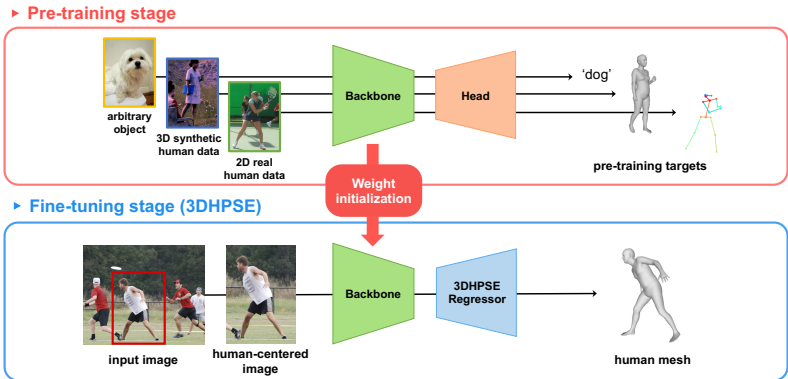 ▸ Pre-training stage
arbitrary
object
3D synthetic
human data
2D real
human data
Backbone
Head
‘dog’
pre-training targets
Weight
initialization
▸ Fine-tuning stage (3DHPSE)
input image
human-centered
image
Backbone
3DHPSE
Regressor
human mesh